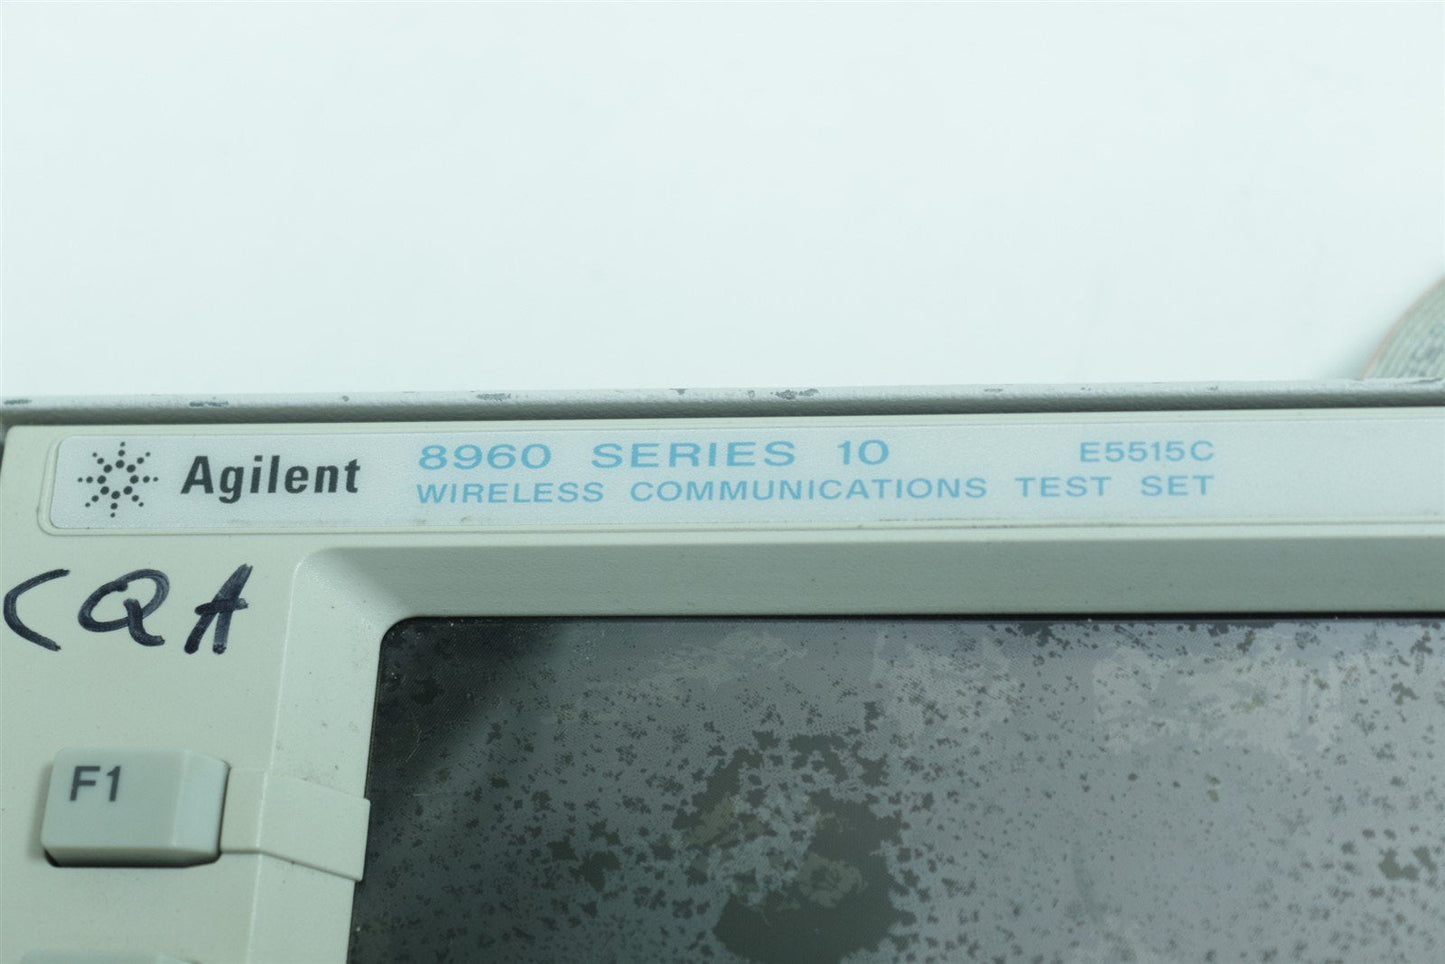 Agilent
8960 SERIES 10 E5515C
WIRELESS COMMUNICATIONS TEST SET
CQA
F1